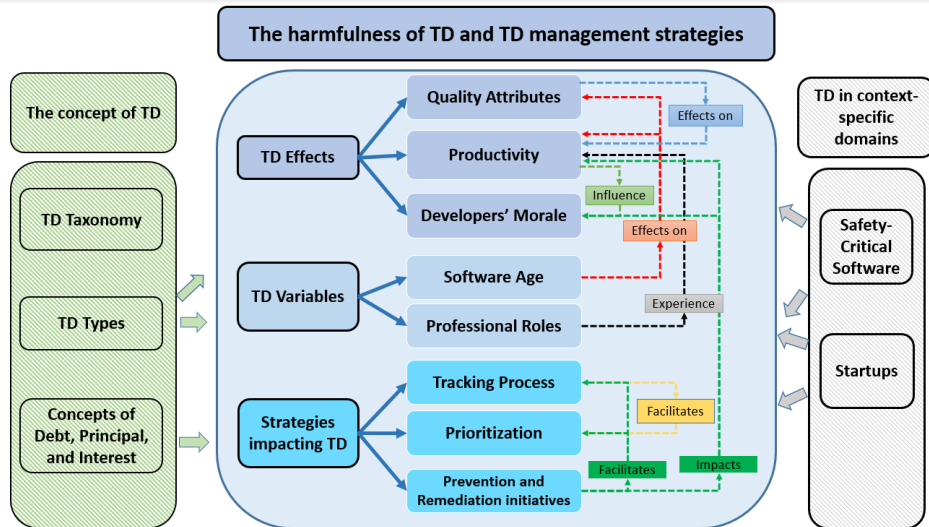 The harmfulness of TD and TD management strategies
The concept of TD
TD Taxonomy
TD Types
Concepts of
Debt, Principal,
and Interest
TD Effects
Quality Attributes
Productivity
Developers' Morale
Effects on
Influence
Effects on
TD Variables
Software Age
Professional Roles
Experience
Strategies
impacting TD
Tracking Process
Prioritization
Prevention and
Remediation initiatives
Facilitates
Facilitates
Impacts
TD in context-
specific
domains
Safety-
Critical
Software
Startups